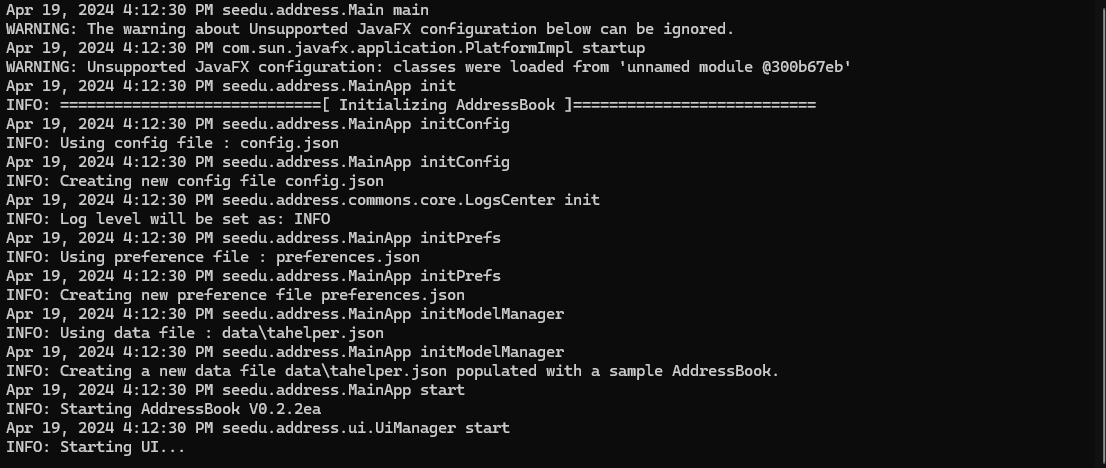 Apr 19, 2024 4:12:30 PM seedu.address.Main main
WARNING: The warning about Unsupported JavaFX configuration below can be ignored.
Apr 19, 2024 4:12:30 PM com.sun.javafx.application.PlatformImpl startup
WARNING: Unsupported JavaFX configuration: classes were loaded from 'unnamed module @300b67eb'
Apr 19, 2024 4:12:30 PM seedu.address.MainApp init
INFO: =============================[ Initializing AddressBook ]===========================
Apr 19, 2024 4:12:30 PM seedu.address.MainApp initConfig
INFO: Using config file : config.json
Apr 19, 2024 4:12:30 PM seedu.address.MainApp initConfig
INFO: Creating new config file config.json
Apr 19, 2024 4:12:30 PM seedu.address.commons.core.LogsCenter init
INFO: Log level will be set as: INFO
Apr 19, 2024 4:12:30 PM seedu.address.MainApp initPrefs
INFO: Using preference file : preferences.json
Apr 19, 2024 4:12:30 PM seedu.address.MainApp initPrefs
INFO: Creating new preference file preferences.json
Apr 19, 2024 4:12:30 PM seedu.address.MainApp initModelManager
INFO: Using data file : data\tahelper.json
Apr 19, 2024 4:12:30 PM seedu.address.MainApp initModelManager
INFO: Creating a new data file data\tahelper.json populated with a sample AddressBook.
Apr 19, 2024 4:12:30 PM seedu.address.MainApp start
INFO: Starting AddressBook V0.2.2ea
Apr 19, 2024 4:12:30 PM seedu.address.ui.UiManager start
INFO: Starting UI...